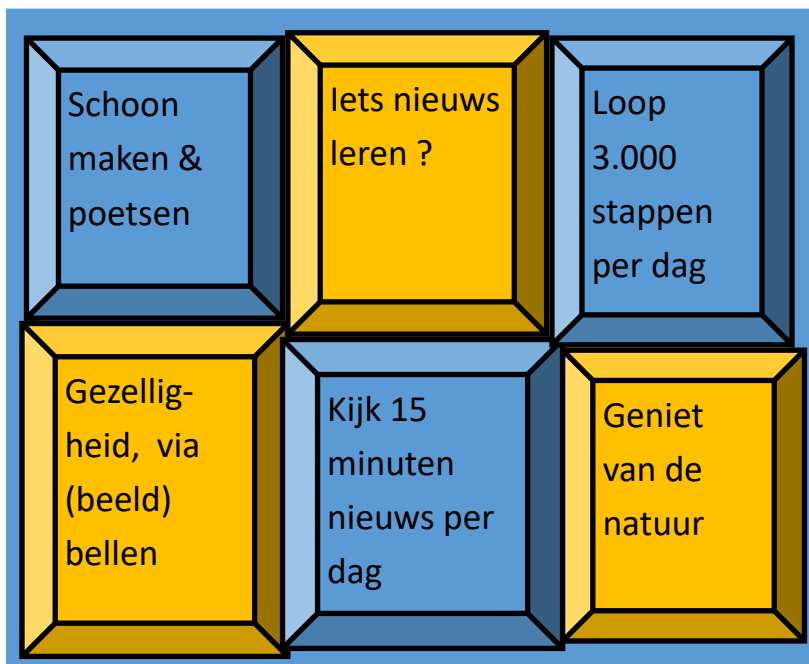 Schoon
maken &
poetsen
Iets nieuws
leren ?
Loop
3.000
stappen
per dag
Gezellig-
heid, via
(beeld)
bellen
Kijk 15
minuten
nieuws per
dag
Geniet
van de
natuur